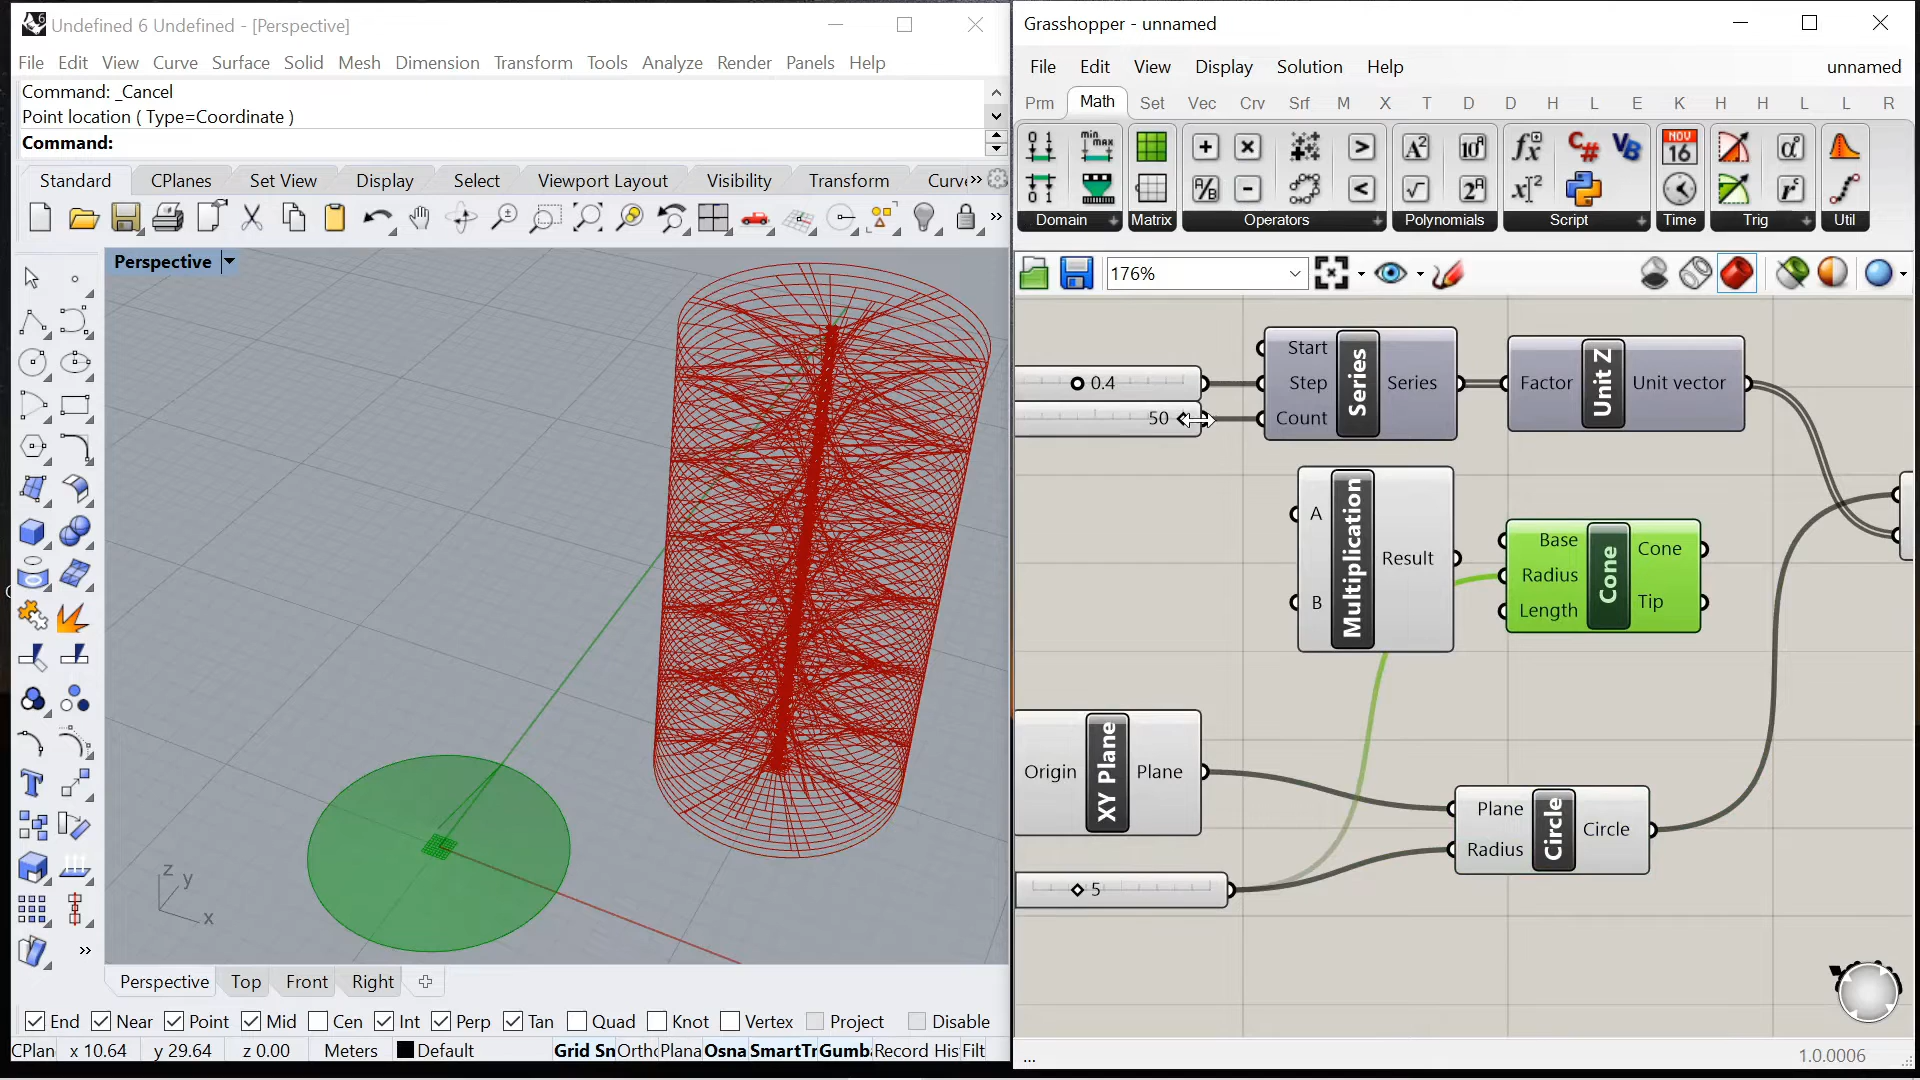 Undefined 6 Undefined - [Perspective]
File Edit View Curve Surface Solid Mesh Dimension Transform Tools Analyze Render Panels Help
Command: _Cancel
Point location ( Type=Coordinate )
Command:
Standard CPlanes Set View Display Select Viewport Layout Visibility Transform Curv
Perspective
z y
x
Perspective Top Front Right
End Near Point Mid Cen Int Perp Tan Quad Knot Vertex Project Disable
CPlan x 10.64 y 29.64 z 0.00 Meters Default Grid Sn Ortho Plana Osna SmartTr Gumb Record His Filt
Grasshopper - unnamed
File Edit View Display Solution Help unnamed
Prm Math Set Vec Crv Srf M X T D D H L E K H H L L R
Domain Matrix Operators Polynomials Script Time Trig Util
NOV
16
176%
Start
Step Series Series
Count
0.4
50
Factor Unit Z Unit vector
A
Multiplication Result
B
Base
Radius Cone Cone
Length Tip
Origin XY Plane Plane
Plane
Radius Circle Circle
5
...
1.0.0006